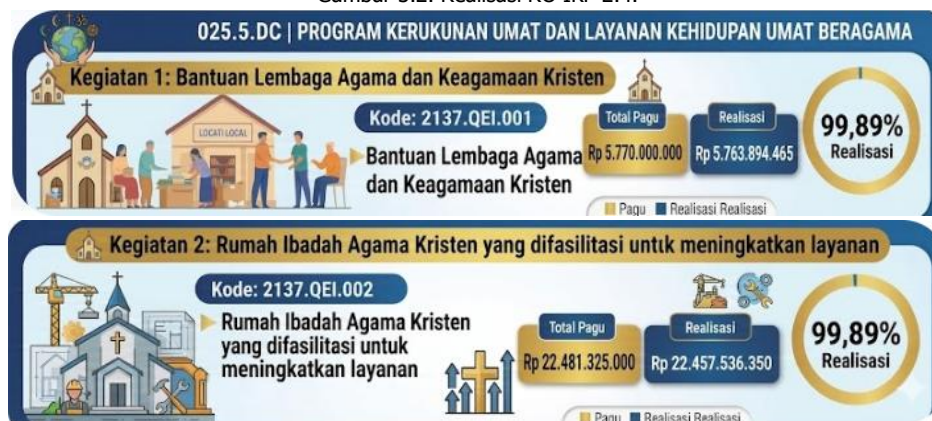 Gambar 3.2. Realisasi RO IKP 2.4.
025.5.DC | PROGRAM KERUKUNAN UMAT DAN LAYANAN KEHIDUPAN UMAT BERAGAMA
Kegiatan 1: Bantuan Lembaga Agama dan Keagamaan Kristen
LOCATI LOCAL
Kode: 2137.QEI.001
Bantuan Lembaga Agama
dan Keagamaan Kristen
Total Pagu
Rp 5.770.000.000
Realisasi
Rp 5.763.894.465
99,89%
Realisasi
Pagu Realisasi Realisasi
Kegiatan 2: Rumah Ibadah Agama Kristen yang difasilitasi untuk meningkatkan layanan
Kode: 2137.QEI.002
Rumah Ibadah Agama Kristen
yang difasilitasi untuk
meningkatkan layanan
Total Pagu
Rp 22.481.325.000
Realisasi
Rp 22.457.536.350
99,89%
Realisasi
Pagu Realisasi Realisasi